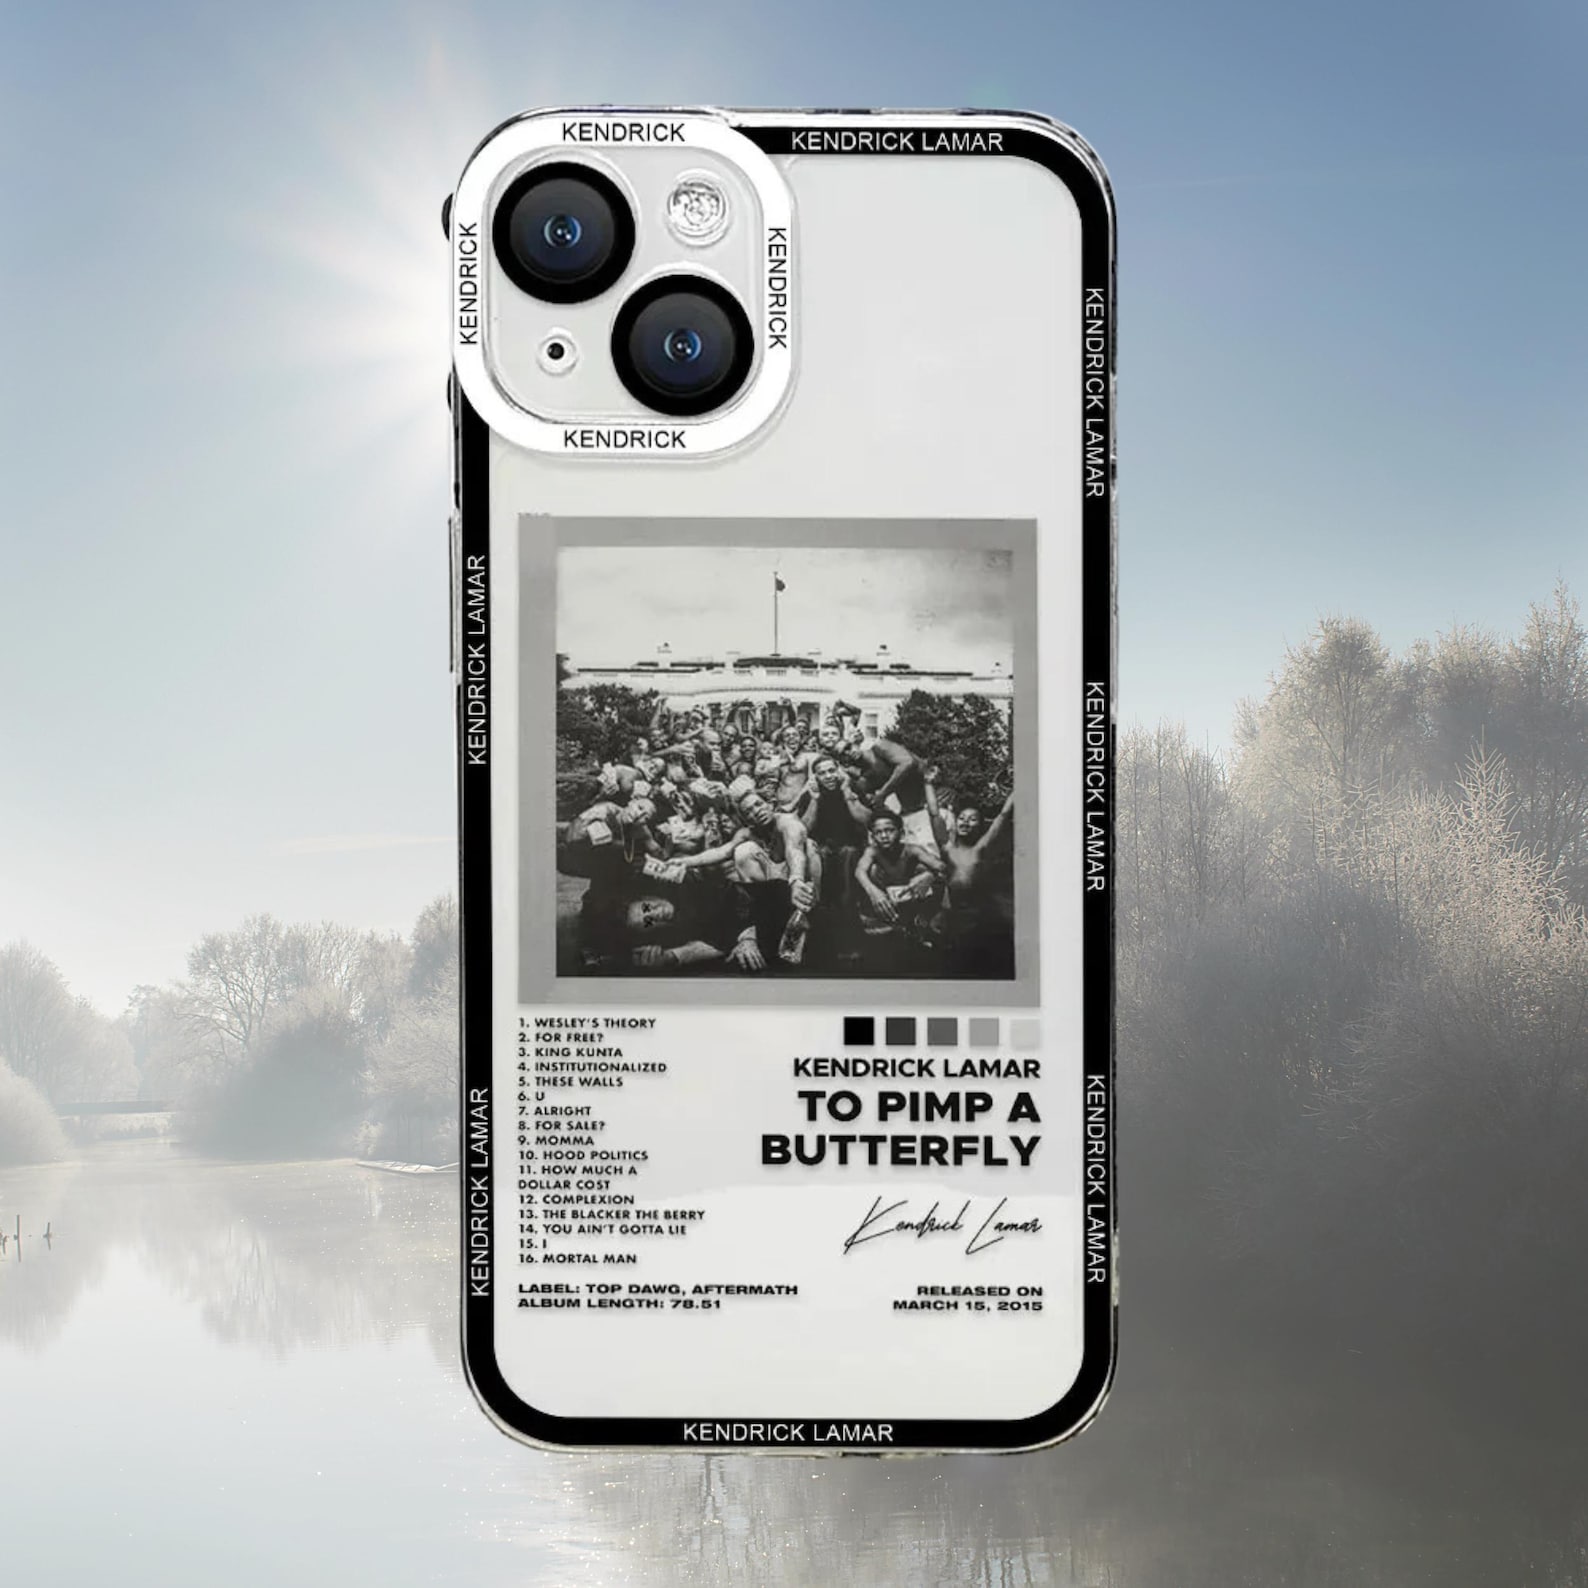 KENDRICK
KENDRICK LAMAR
KENDRICK
KENDRICK
KENDRICK
KENDRICK LAMAR
KENDRICK LAMAR
KENDRICK LAMAR
KENDRICK LAMAR
KENDRICK LAMAR
1. WESLEY'S THEORY
2. FOR FREE?
3. KING KUNTA
4. INSTITUTIONALIZED
5. THESE WALLS
6. U
7. ALRIGHT
8. FOR SALE?
9. MOMMA
10. HOOD POLITICS
11. HOW MUCH A
DOLLAR COST
12. COMPLEXION
13. THE BLACKER THE BERRY
14. YOU AIN'T GOTTA LIE
15. I
16. MORTAL MAN
KENDRICK LAMAR
TO PIMP A
BUTTERFLY
Kendrick Lamar
LABEL: TOP DAWG, AFTERMATH
ALBUM LENGTH: 78.51
RELEASED ON
MARCH 15, 2015
KENDRICK LAMAR